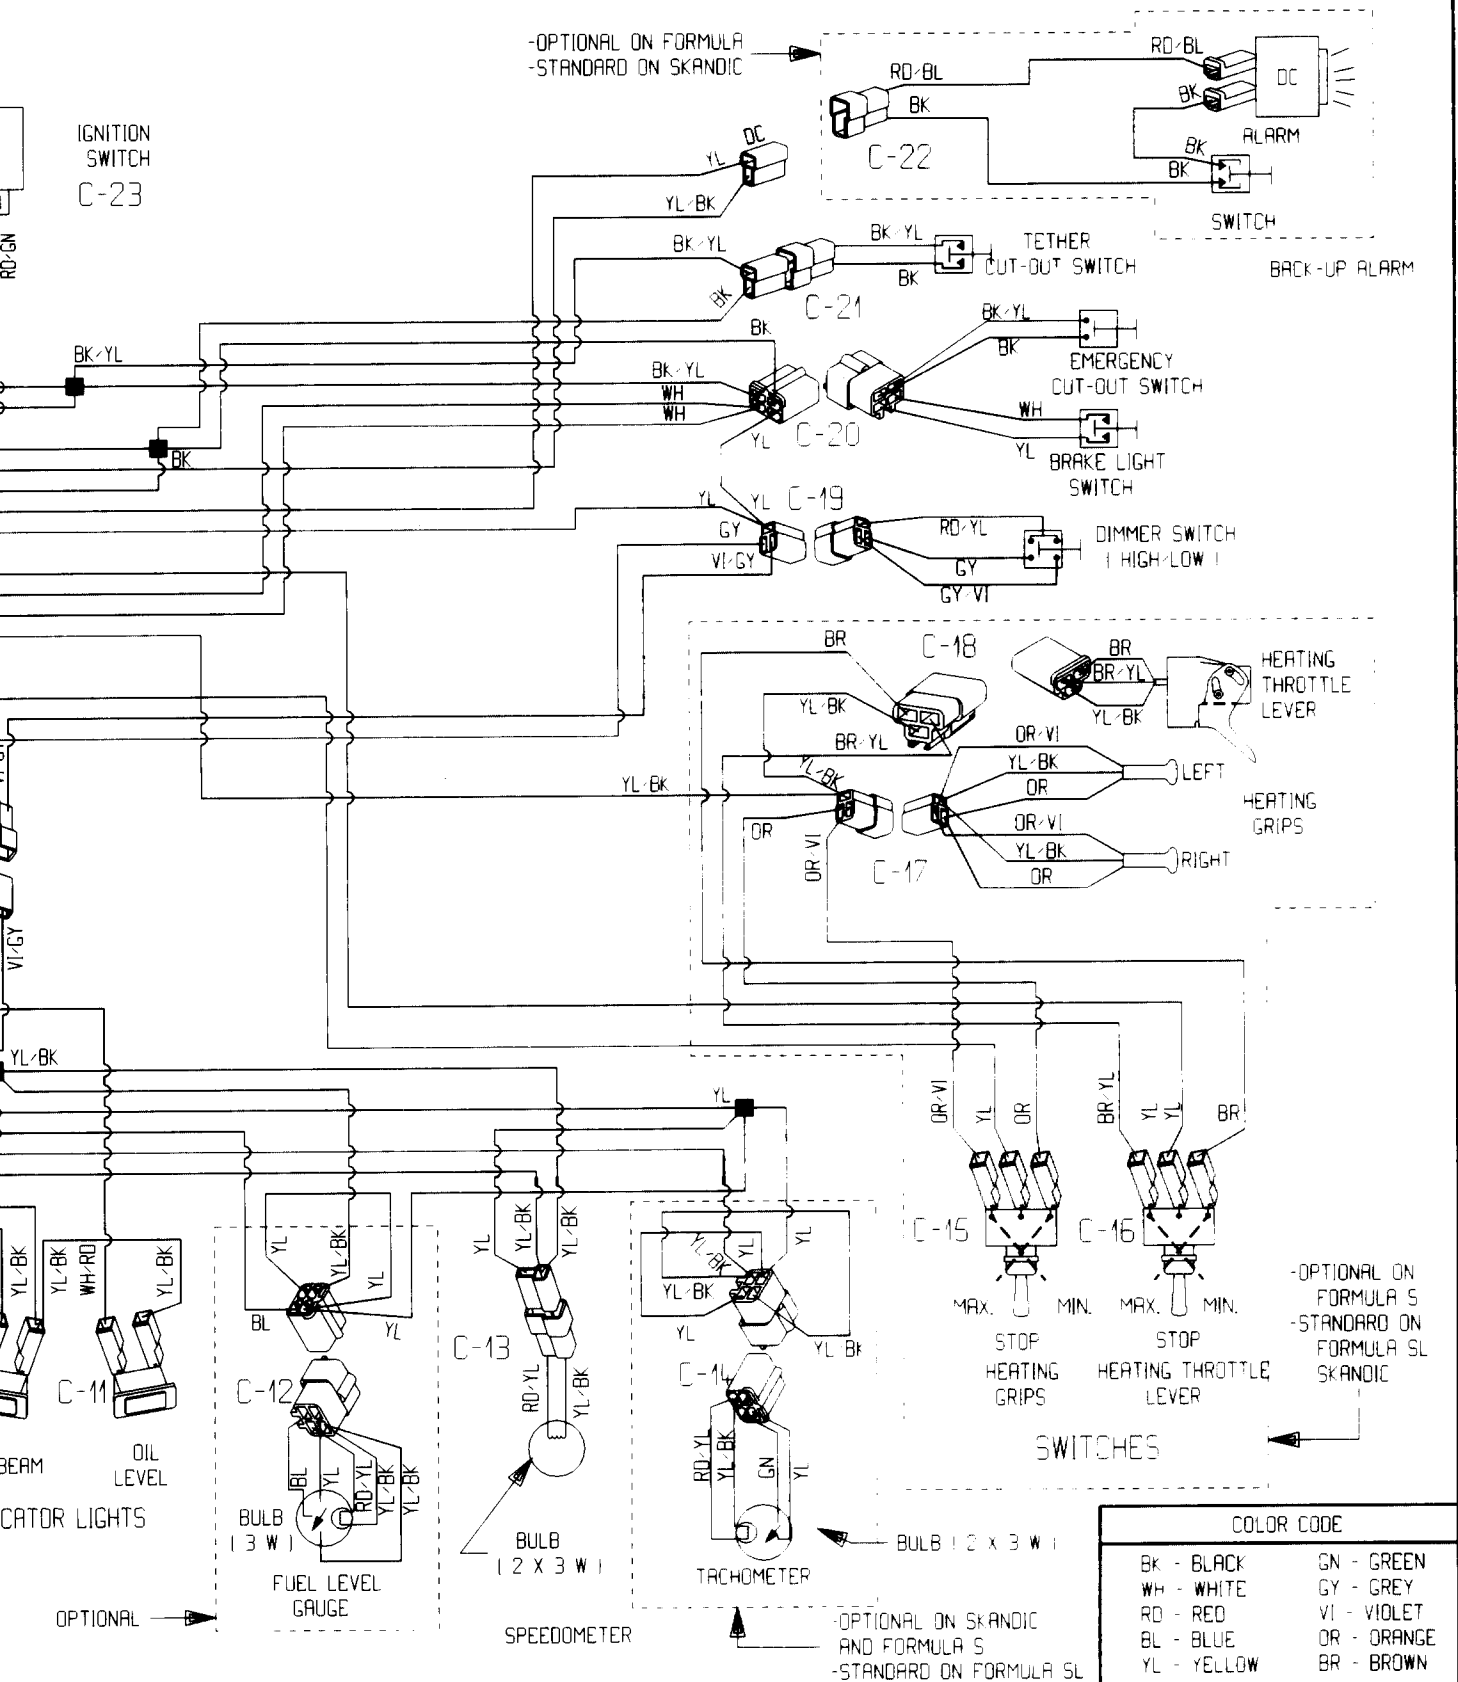 -OPTIONAL ON FORMULA
-STANDARD ON SKANDIC
RD/BL
RD/BL
BK
BK
DC
ALARM
BK
BK
C-22
SWITCH
BACK-UP ALARM
IGNITION
SWITCH
C-23
RD/GN
DC
YL
YL/BK
BK/YL
BK
C-21
BK/YL
BK
TETHER
CUT-OUT SWITCH
BK/YL
BK
EMERGENCY
CUT-OUT SWITCH
BK/YL
BK
BK
BK/YL
WH
WH
YL
C-20
WH
YL
BRAKE LIGHT
SWITCH
YL
YL
C-19
GY
VI/GY
RD/YL
GY
GY/VI
DIMMER SWITCH
( HIGH/LOW )
BR
C-18
YL/BK
BR/YL
BR
BR/YL
YL/BK
HEATING
THROTTLE
LEVER
YL/BK
YL/BK
OR
OR/VI
C-17
OR/VI
YL/BK
OR
LEFT
OR/VI
YL/BK
OR
RIGHT
HEATING
GRIPS
VI/GY
VI/GY
YL/BK
YL
OR/VI
YL
OR
BR/YL
YL
YL
BR
C-15
C-16
MAX.
MIN.
STOP
HEATING
GRIPS
MAX.
MIN.
STOP
HEATING THROTTLE
LEVER
SWITCHES
-OPTIONAL ON
FORMULA S
-STANDARD ON
FORMULA SL
SKANDIC
YL/BK
YL/BK
WH/RD
YL/BK
C-11
BEAM
OIL
LEVEL
CATOR LIGHTS
YL
YL/BK
YL
BL
YL
C-12
BL
YL
RD/YL
YL/BK
YL/BK
BULB
( 3 W )
FUEL LEVEL
GAUGE
OPTIONAL
YL
YL/BK
YL/BK
C-13
RD/YL
YL/BK
BULB
( 2 X 3 W )
SPEEDOMETER
YL/BK
YL
YL
YL/BK
YL
YL/BK
C-14
RD/YL
YL/BK
GN
YL
BULB ( 2 X 3 W )
TACHOMETER
-OPTIONAL ON SKANDIC
AND FORMULA S
-STANDARD ON FORMULA SL
COLOR CODE
BK - BLACK GN - GREEN
WH - WHITE GY - GREY
RD - RED VI - VIOLET
BL - BLUE OR - ORANGE
YL - YELLOW BR - BROWN